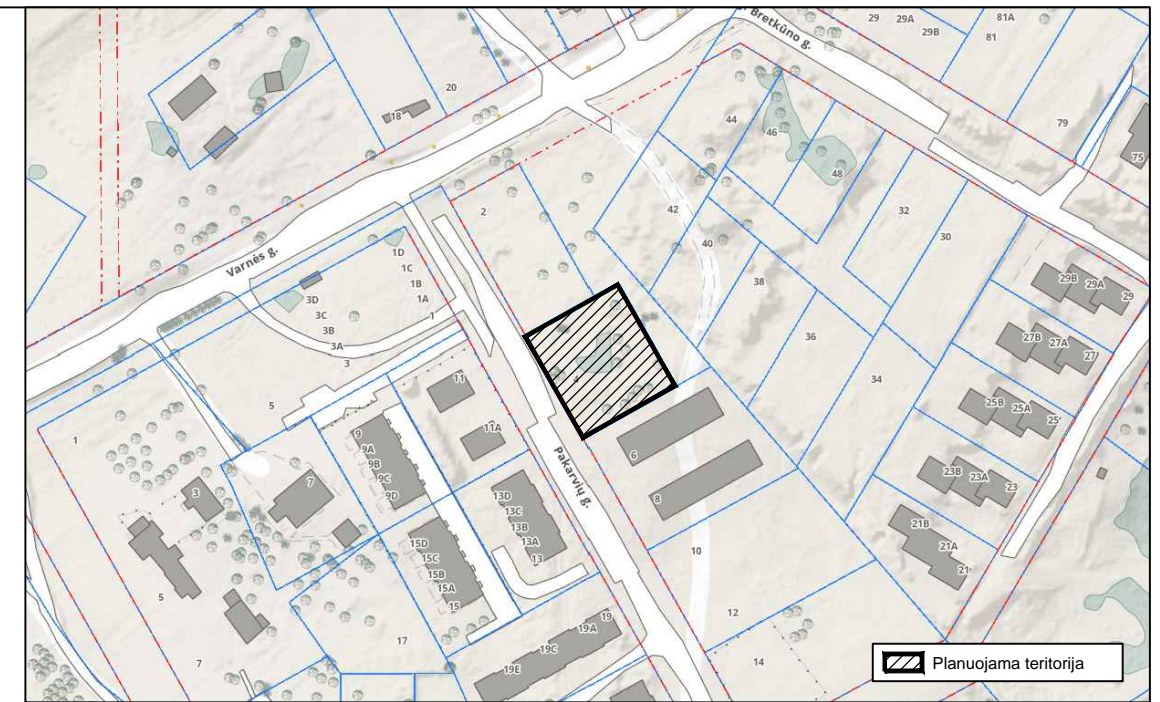 Bretkūno g.
29
29A
29B
81A
81
20
18
44
46
48
79
75
2
42
40
32
30
Varnės g.
1D
1C
1B
1A
1
3D
3C
3B
3A
3
38
29B
29A
29
36
27B
27A
27
34
5
4
11
11A
25B
25A
25
1
9
9A
9B
9C
9D
6
Pakarvių g.
3
7
13D
13C
13B
13A
13
8
23B
23A
23
21B
21A
21
15D
15C
15B
15A
15
10
5
12
19
19A
19C
19E
17
7
14
Planuojama teritorija